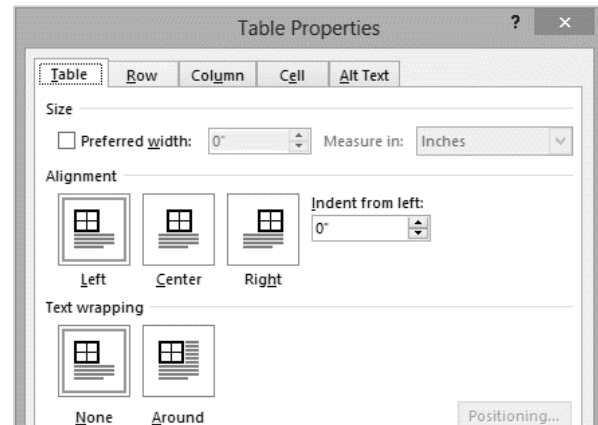 Table Properties ? ×
Table Row Column Cell Alt Text
Size
Preferred width: 0" Measure in: Inches
Alignment
Indent from left:
0"
Left Center Right
Text wrapping
None Around Positioning...